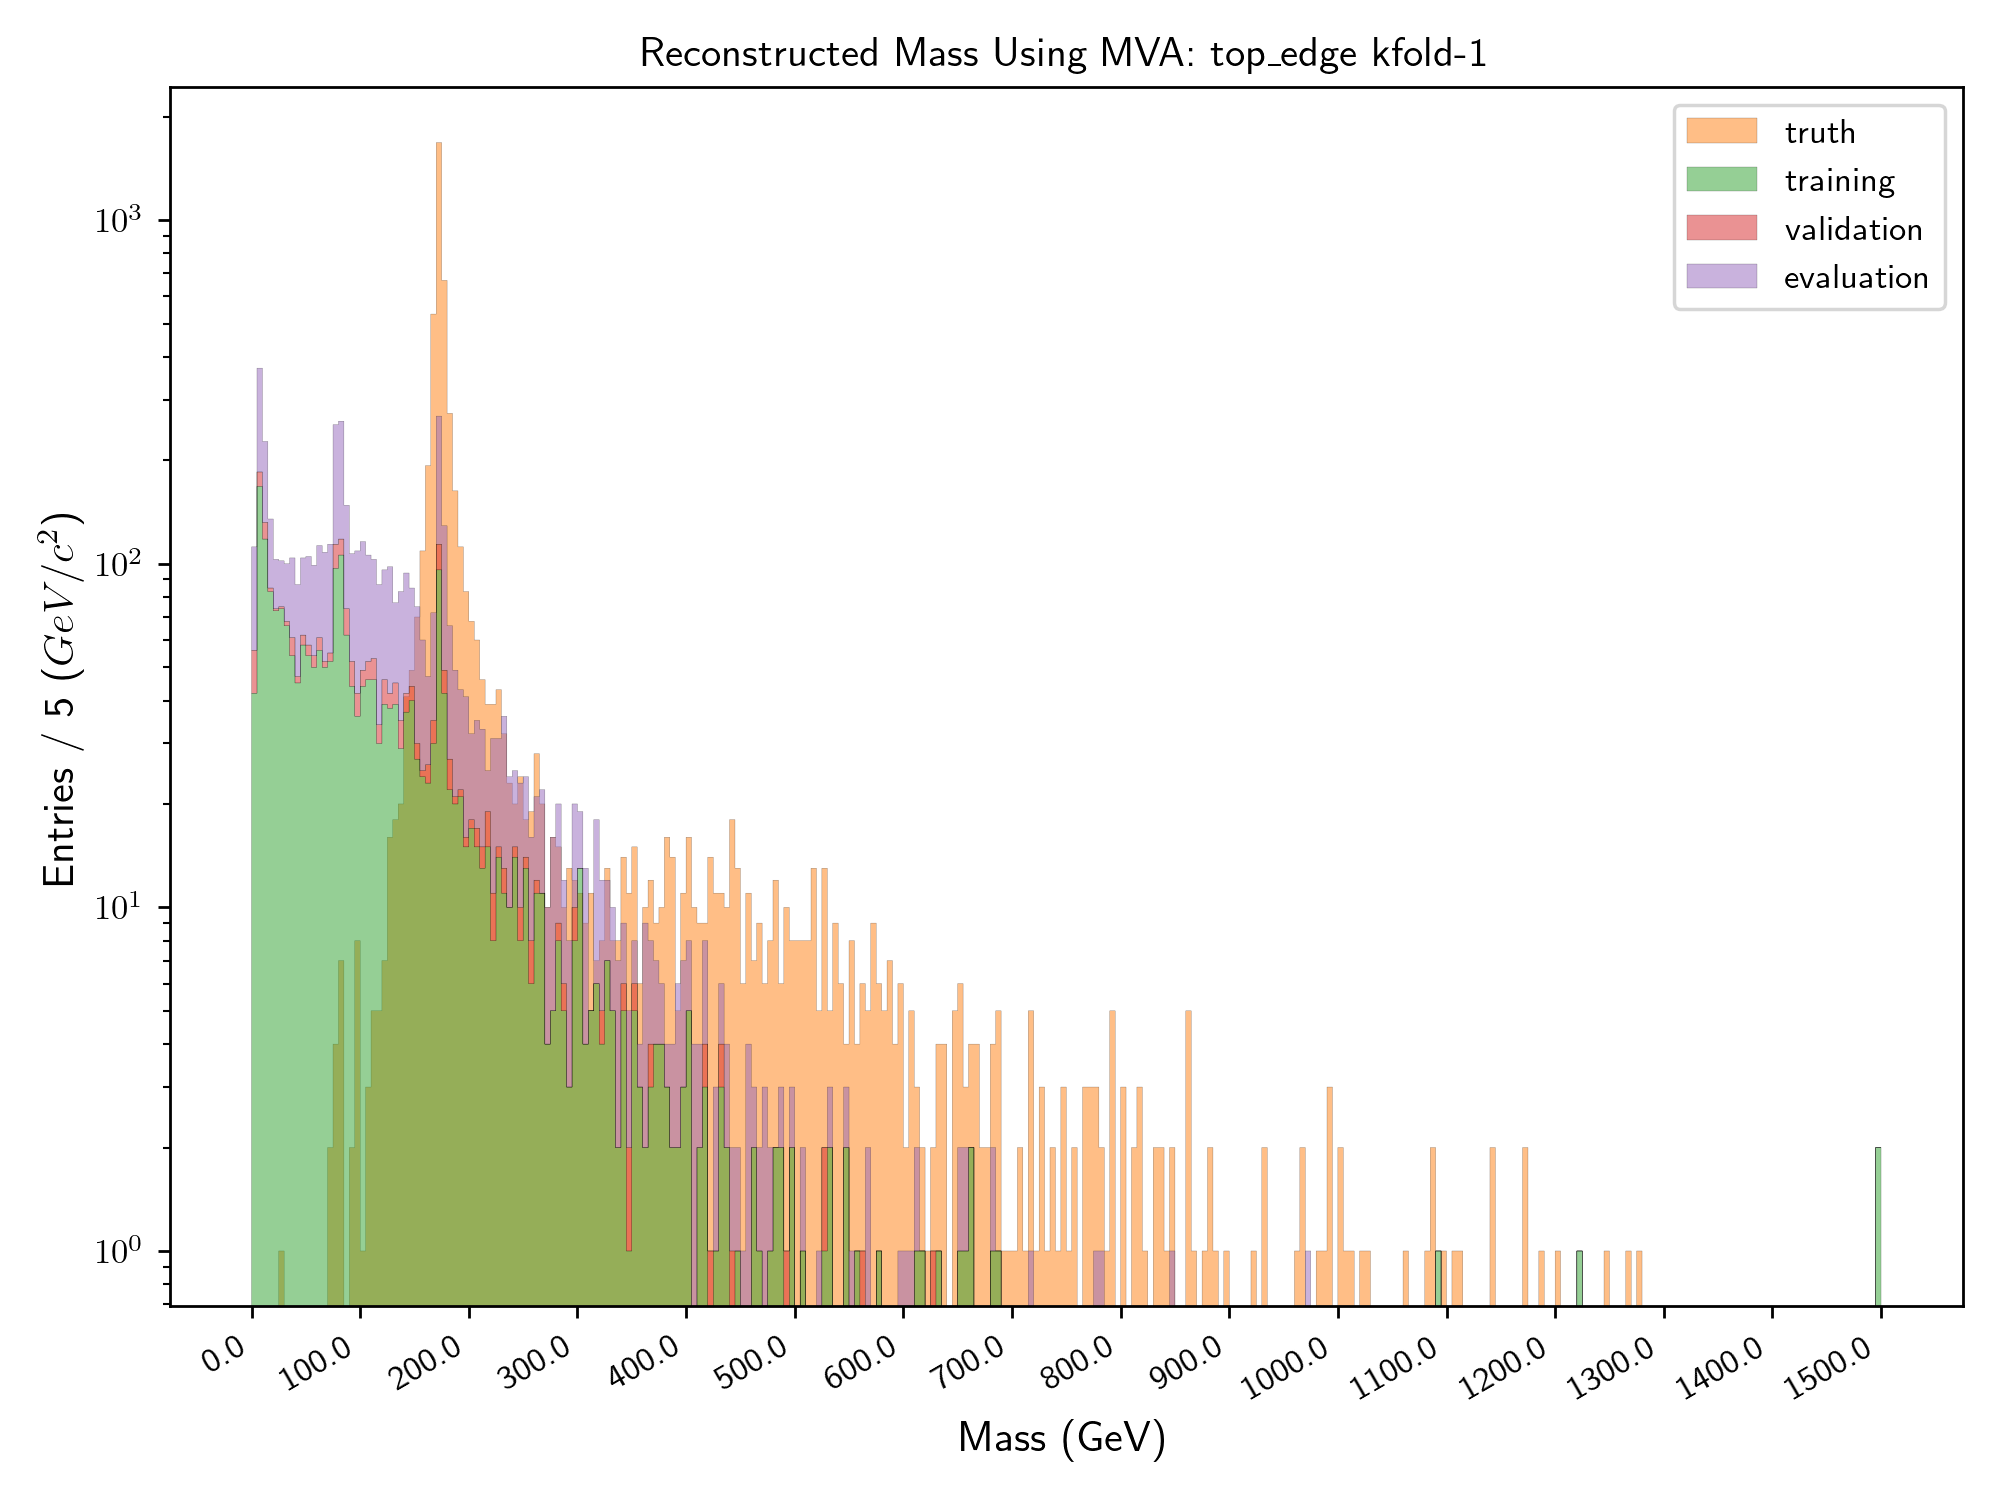 Reconstructed Mass Using MVA: top_edge kfold-1
truth
training
validation
evaluation
10³
10²
10¹
10⁰
Entries / 5 (GeV/c²)
0.0
100.0
200.0
300.0
400.0
500.0
600.0
700.0
800.0
900.0
1000.0
1100.0
1200.0
1300.0
1400.0
1500.0
Mass (GeV)